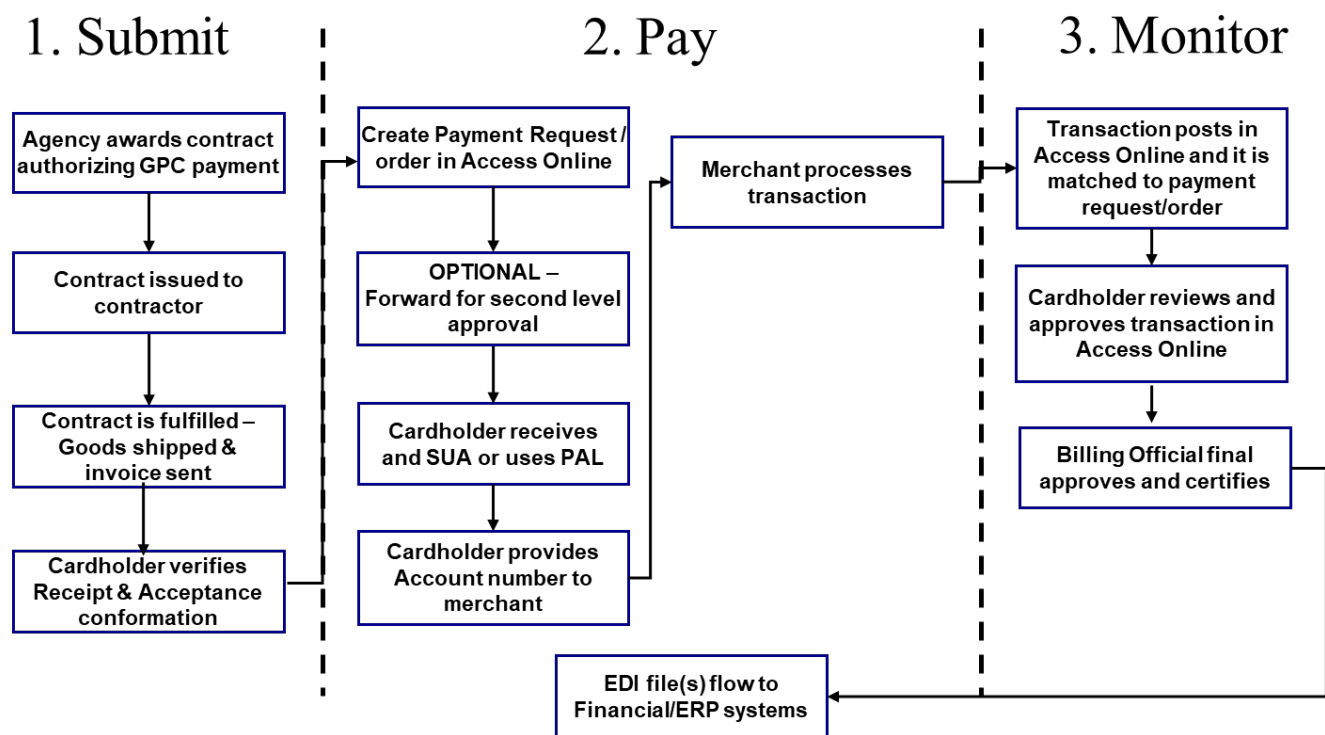 1. Submit
2. Pay
3. Monitor
Agency awards contract
authorizing GPC payment
Contract issued to
contractor
Contract is fulfilled –
Goods shipped &
invoice sent
Cardholder verifies
Receipt & Acceptance
conformation
Create Payment Request /
order in Access Online
OPTIONAL –
Forward for second level
approval
Cardholder receives
and SUA or uses PAL
Cardholder provides
Account number to
merchant
Merchant processes
transaction
Transaction posts in
Access Online and it is
matched to payment
request/order
Cardholder reviews and
approves transaction in
Access Online
Billing Official final
approves and certifies
EDI file(s) flow to
Financial/ERP systems